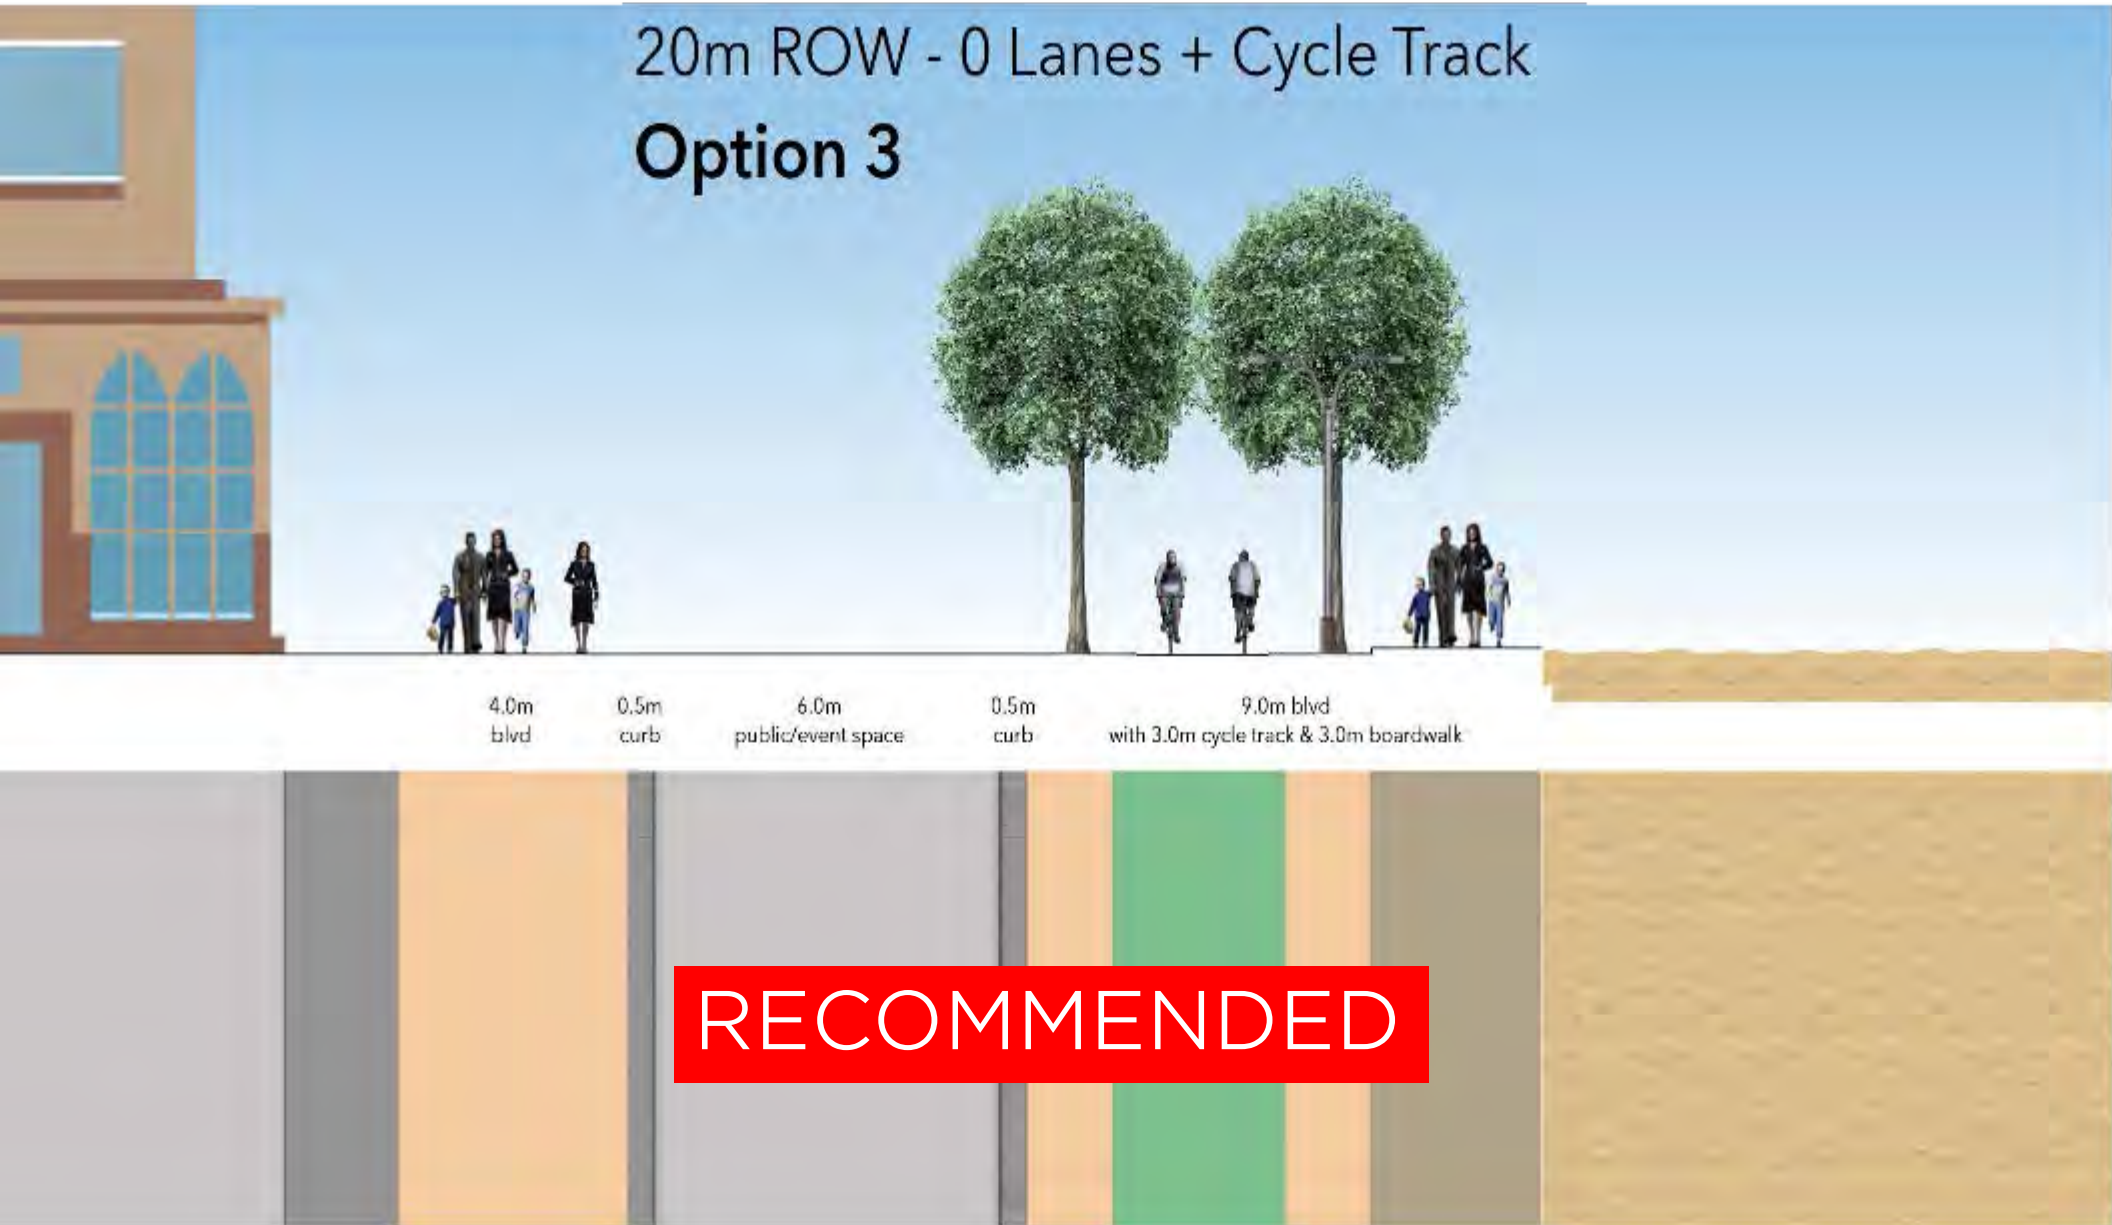 20m ROW - 0 Lanes + Cycle Track
Option 3
4.0m
blvd
0.5m
curb
6.0m
public/event space
0.5m
curb
9.0m blvd
with 3.0m cycle track & 3.0m boardwalk
RECOMMENDED